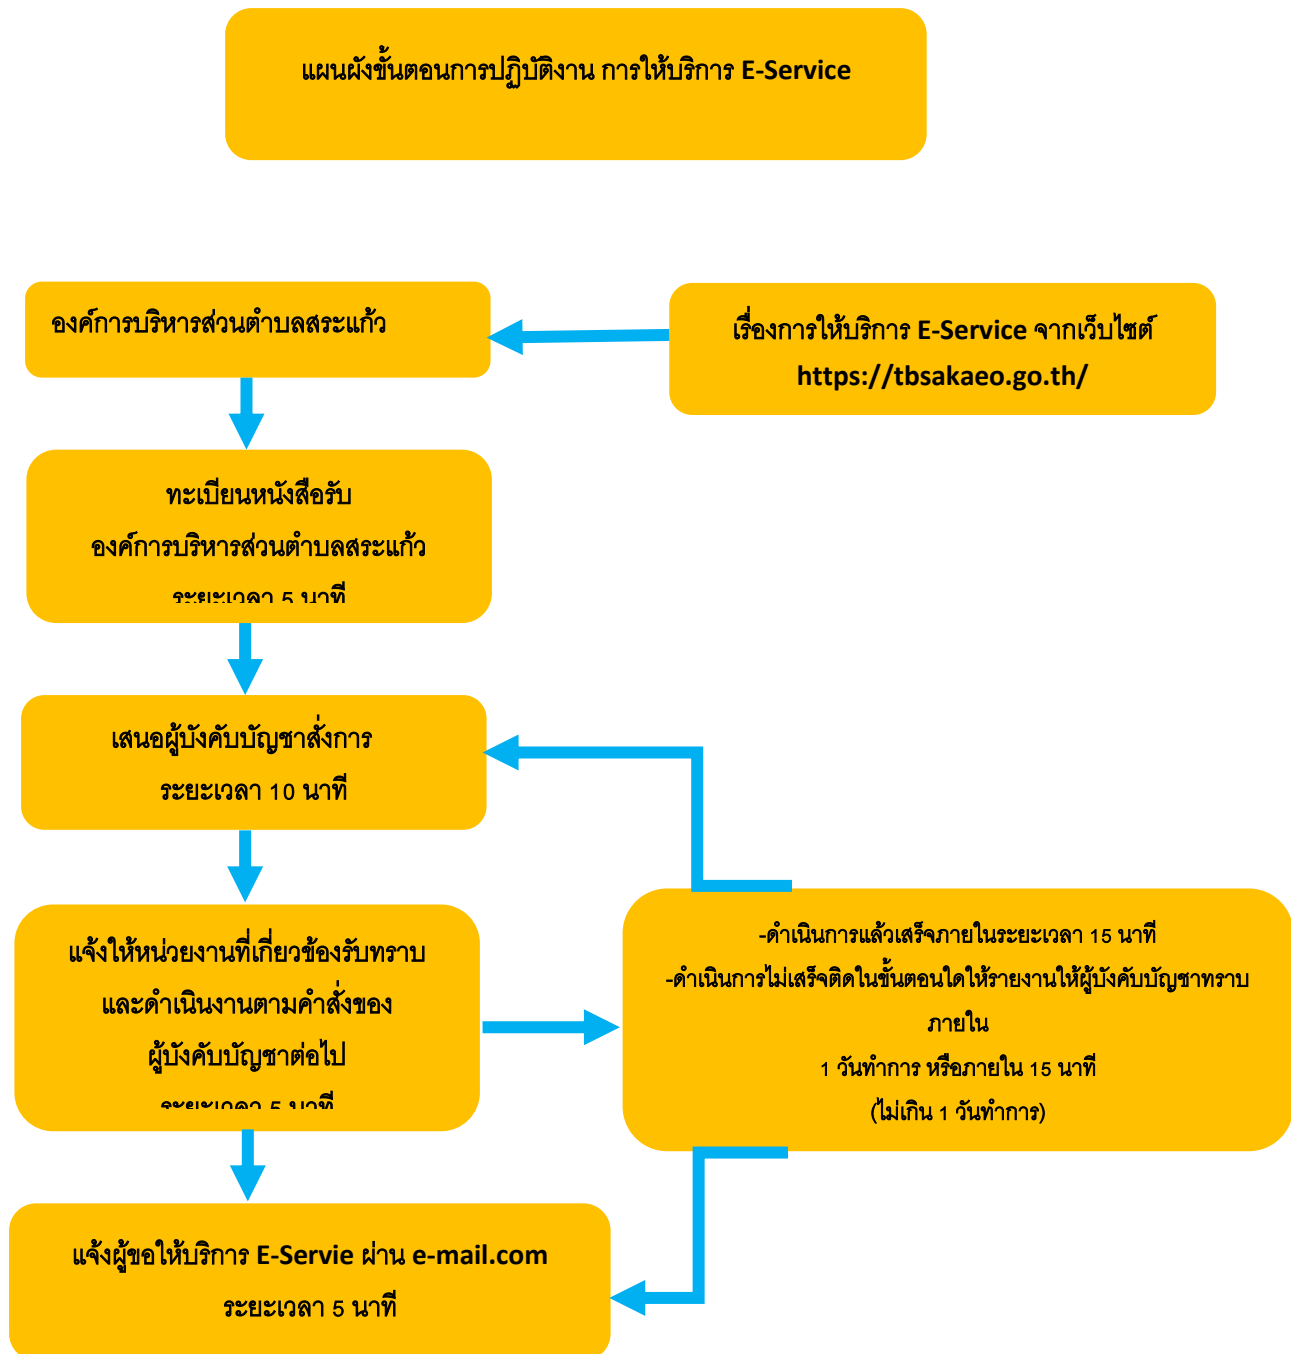 แผนผังขั้นตอนการปฏิบัติงาน การให้บริการ E-Service
องค์การบริหารส่วนตำบลสระแก้ว
เรื่องการให้บริการ E-Service จากเว็บไซต์
https://tbsakaeo.go.th/
ทะเบียนหนังสือรับ
องค์การบริหารส่วนตำบลสระแก้ว
ระยะเวลา 5 นาที
เสนอผู้บังคับบัญชาสั่งการ
ระยะเวลา 10 นาที
แจ้งให้หน่วยงานที่เกี่ยวข้องรับทราบ
และดำเนินงานตามคำสั่งของ
ผู้บังคับบัญชาต่อไป
ระยะเวลา 5 นาที
-ดำเนินการแล้วเสร็จภายในระยะเวลา 15 นาที
-ดำเนินการไม่เสร็จติดในขั้นตอนใดให้รายงานให้ผู้บังคับบัญชาทราบ
ภายใน
1 วันทำการ หรือภายใน 15 นาที
(ไม่เกิน 1 วันทำการ)
แจ้งผู้ขอให้บริการ E-Servie ผ่าน e-mail.com
ระยะเวลา 5 นาที